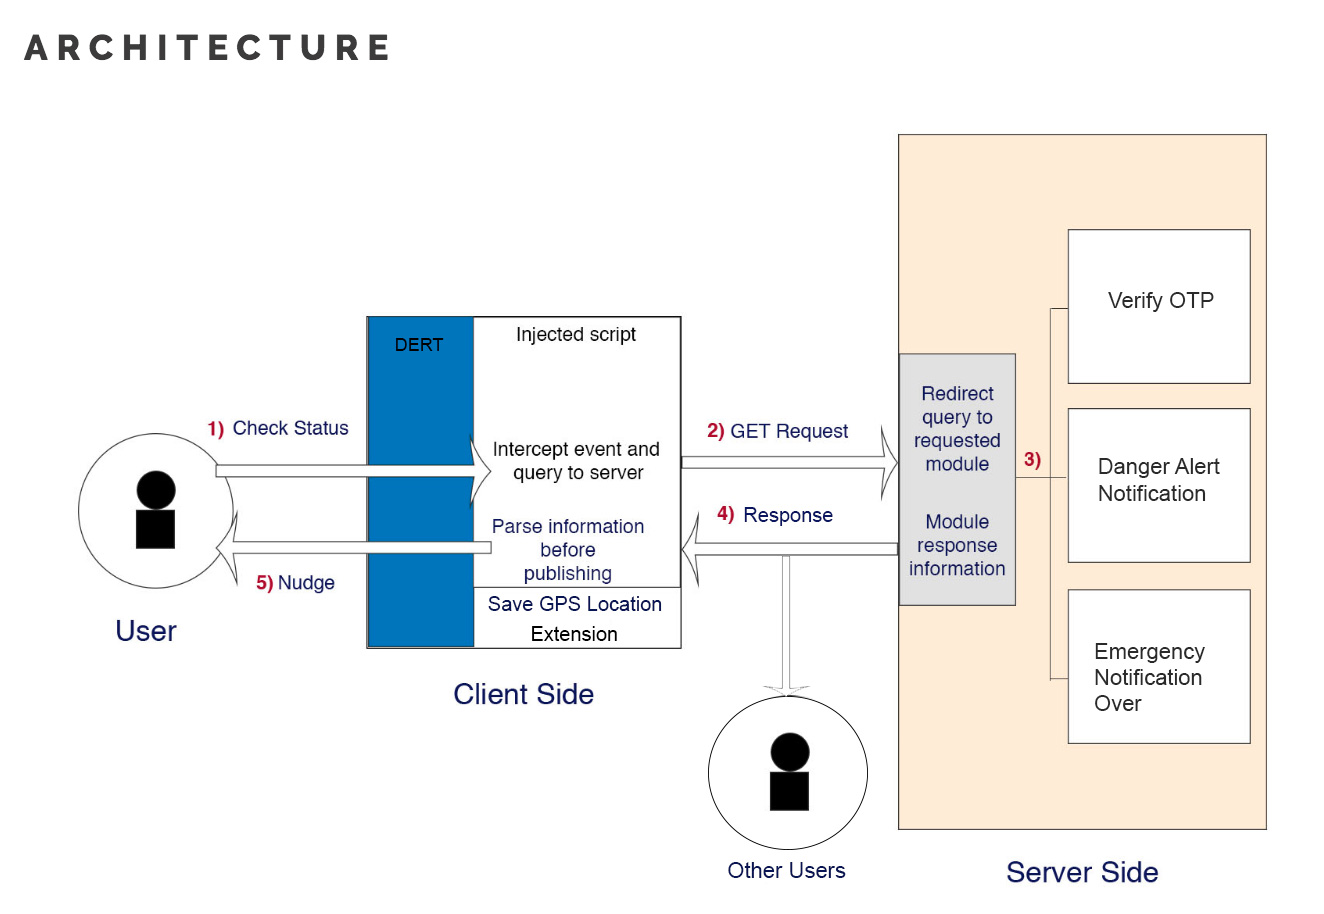 ARCHITECTURE
1) Check Status
5) Nudge
User
DERT
Injected script
Intercept event and
query to server
Parse information
before
publishing
Save GPS Location
Extension
Client Side
2) GET Request
4) Response
Other Users
Redirect
query to
requested
module
Module
response
information
3)
Verify OTP
Danger Alert
Notification
Emergency
Notification
Over
Server Side